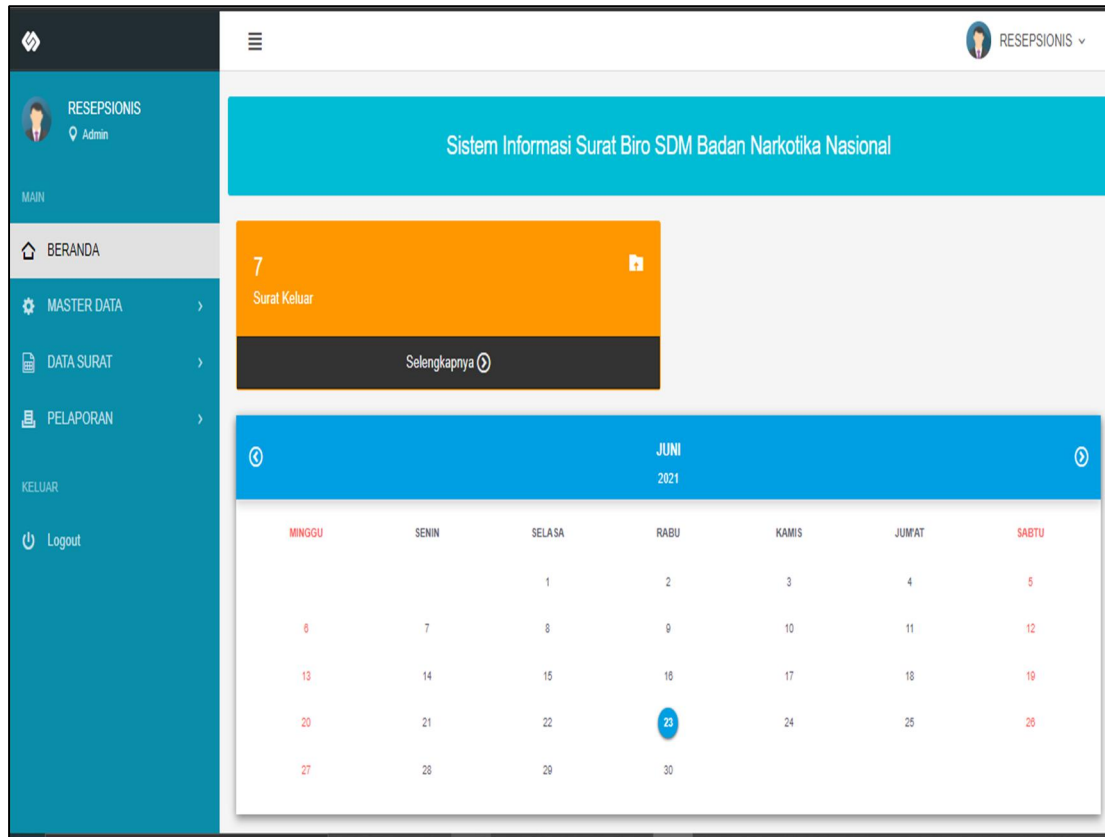 RESEPSIONIS
RESEPSIONIS
Admin
MAIN
BERANDA
MASTER DATA
DATA SURAT
PELAPORAN
KELUAR
Logout
Sistem Informasi Surat Biro SDM Badan Narkotika Nasional
7
Surat Keluar
Selengkapnya
JUNI
2021
MINGGU SENIN SELASA RABU KAMIS JUM'AT SABTU
1 2 3 4 5
6 7 8 9 10 11 12
13 14 15 16 17 18 19
20 21 22 23 24 25 26
27 28 29 30